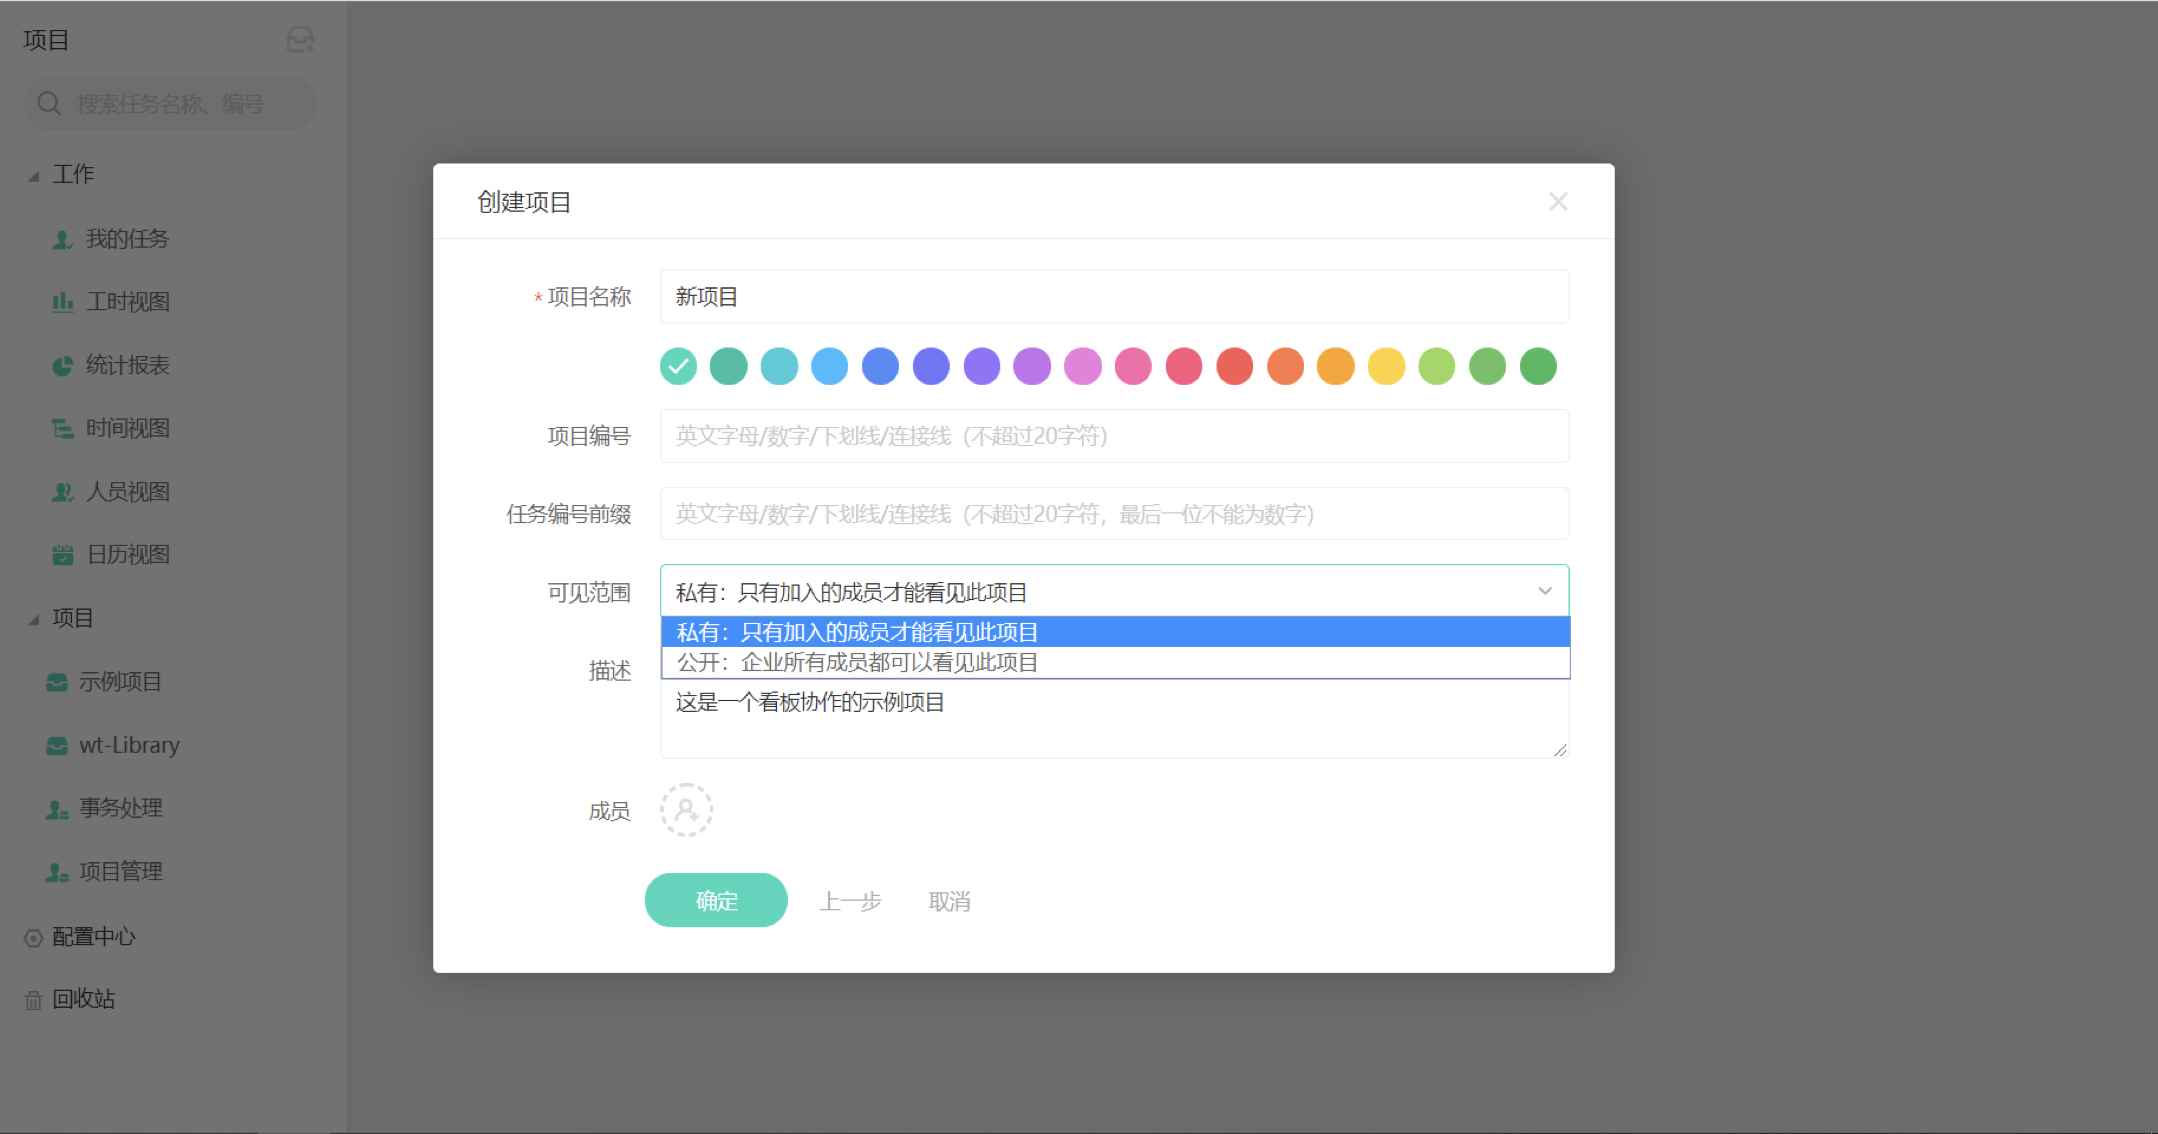 项目
搜索任务名称、编号
工作
我的任务
工时视图
统计报表
时间视图
人员视图
日历视图
项目
示例项目
wt-Library
事务处理
项目管理
配置中心
回收站
创建项目
* 项目名称
新项目
项目编号
英文字母/数字/下划线/连接线（不超过20字符）
任务编号前缀
英文字母/数字/下划线/连接线（不超过20字符，最后一位不能为数字）
可见范围
私有：只有加入的成员才能看见此项目
私有：只有加入的成员才能看见此项目
公开：企业所有成员都可以看见此项目
描述
这是一个看板协作的示例项目
成员
确定
上一步
取消